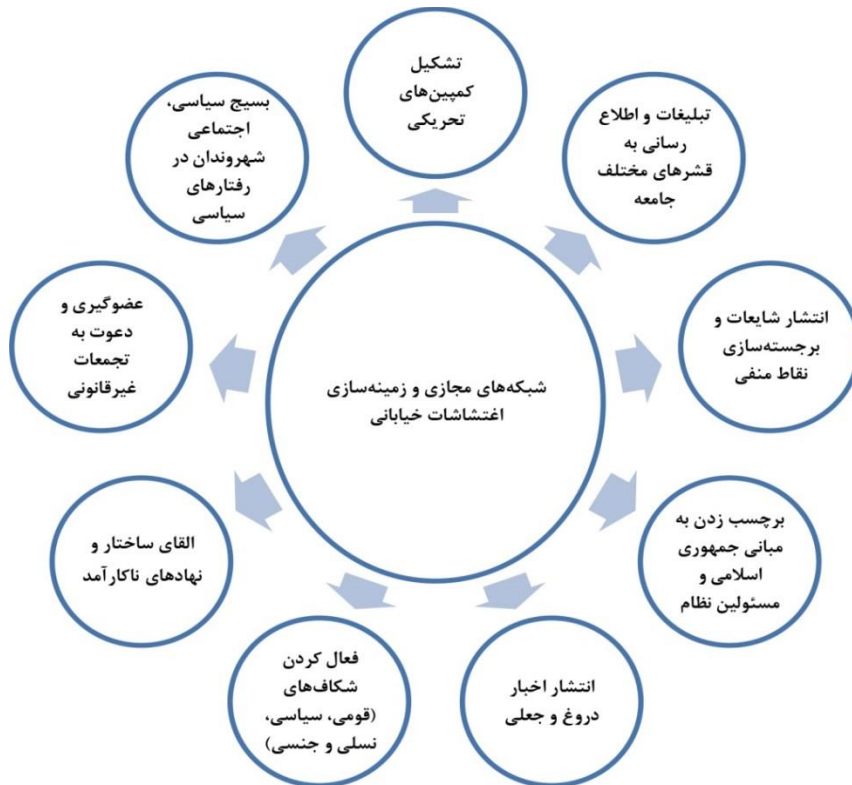 تشکیل
کمپین‌های
تحریکی
تبلیغات و اطلاع
رسانی به
قشرهای مختلف
جامعه
انتشار شایعات و
برجسته‌سازی
نقاط منفی
برچسب زدن به
مبانی جمهوری
اسلامی و
مسئولین نظام
انتشار اخبار
دروغ و جعلی
فعال کردن
شکاف‌های
(قومی، سیاسی،
نسلی و جنسی)
القای ساختار و
نهادهای ناکارآمد
عضوگیری و
دعوت به
تجمعات
غیرقانونی
بسیج سیاسی،
اجتماعی
شهروندان در
رفتارهای
سیاسی
شبکه‌های مجازی و زمینه‌سازی
اغتشاشات خیابانی